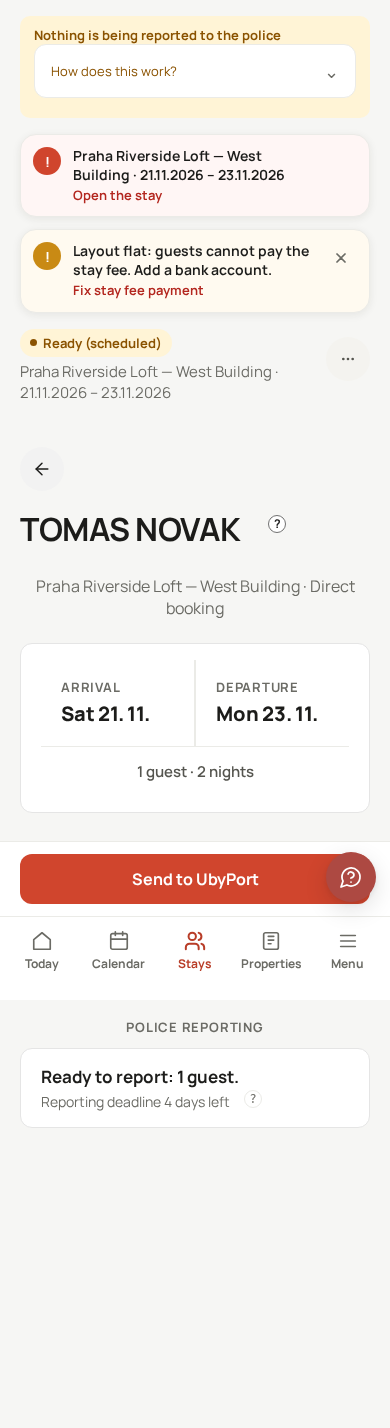 Nothing is being reported to the police
How does this work?
!
Praha Riverside Loft — West
Building · 21.11.2026 – 23.11.2026
Open the stay
!
Layout flat: guests cannot pay the
stay fee. Add a bank account.
Fix stay fee payment
Ready (scheduled)
Praha Riverside Loft — West Building ·
21.11.2026 – 23.11.2026
TOMAS NOVAK ?
Praha Riverside Loft — West Building · Direct
booking
ARRIVAL
Sat 21. 11.
DEPARTURE
Mon 23. 11.
1 guest · 2 nights
Send to UbyPort
Today Calendar Stays Properties Menu
POLICE REPORTING
Ready to report: 1 guest.
Reporting deadline 4 days left ?